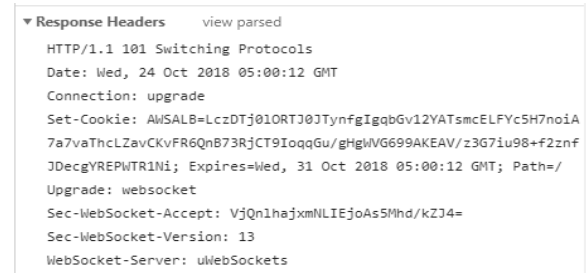 ▼ Response Headers view parsed
HTTP/1.1 101 Switching Protocols
Date: Wed, 24 Oct 2018 05:00:12 GMT
Connection: upgrade
Set-Cookie: AWSALB=LczDTj0lORTJ0JTynfgIgqbGv12YATsmcELFYc5H7noiA
7a7vaThcLZavCKvFR6QnB73RjCT9IoqqGu/gHgWVG699AKEAV/z3G7iu98+f2znf
JDecgYREPWTR1Ni; Expires=Wed, 31 Oct 2018 05:00:12 GMT; Path=/
Upgrade: websocket
Sec-WebSocket-Accept: VjQnlhajxmNLIEjoAs5Mhd/kZJ4=
Sec-WebSocket-Version: 13
WebSocket-Server: uWebSockets